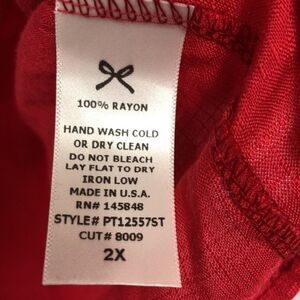 100% RAYON
HAND WASH COLD
OR DRY CLEAN
DO NOT BLEACH
LAY FLAT TO DRY
IRON LOW
MADE IN U.S.A.
RN# 145848
STYLE# PT12557ST
CUT# 8009
2X